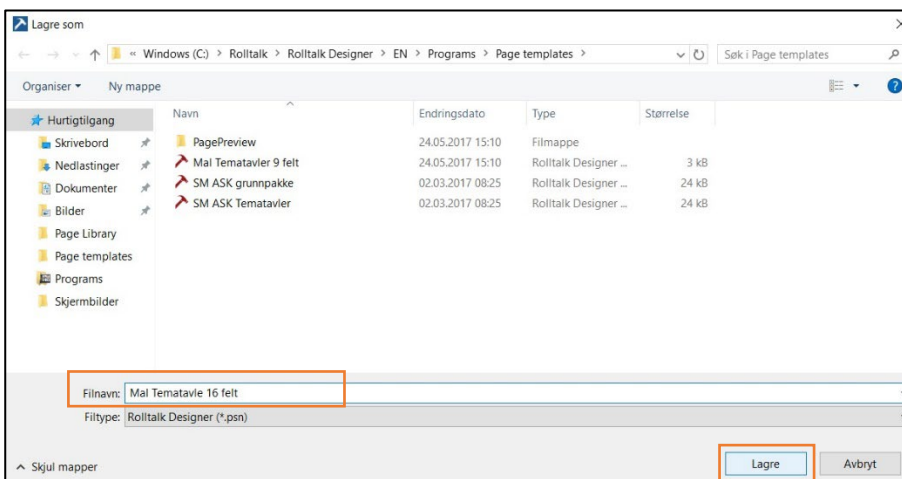 Lagre som
« Windows (C:) > Rolltalk > Rolltalk Designer > EN > Programs > Page templates >
Søk i Page templates
Organiser
Ny mappe
Navn Endringsdato Type Størrelse
Hurtigtilgang
Skrivebord
Nedlastinger
Dokumenter
Bilder
Page Library
Page templates
Programs
Skjermbilder
PagePreview 24.05.2017 15:10 Filmappe
Mal Tematavler 9 felt 24.05.2017 15:10 Rolltalk Designer ... 3 kB
SM ASK grunnpakke 02.03.2017 08:25 Rolltalk Designer ... 24 kB
SM ASK Tematavler 02.03.2017 08:25 Rolltalk Designer ... 24 kB
Filnavn: Mal Tematavle 16 felt
Filtype: Rolltalk Designer (*.psn)
Skjul mapper
Lagre
Avbryt